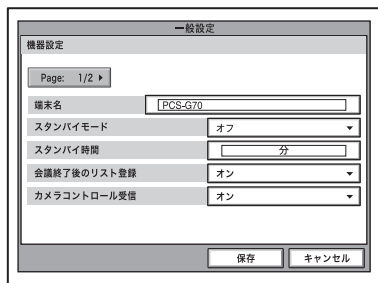 一般設定
機器設定
Page: 1/2
端末名 PCS-G70
スタンバイモード オフ
スタンバイ時間 分
会議終了後のリスト登録 オン
カメラコントロール受信 オン
保存 キャンセル